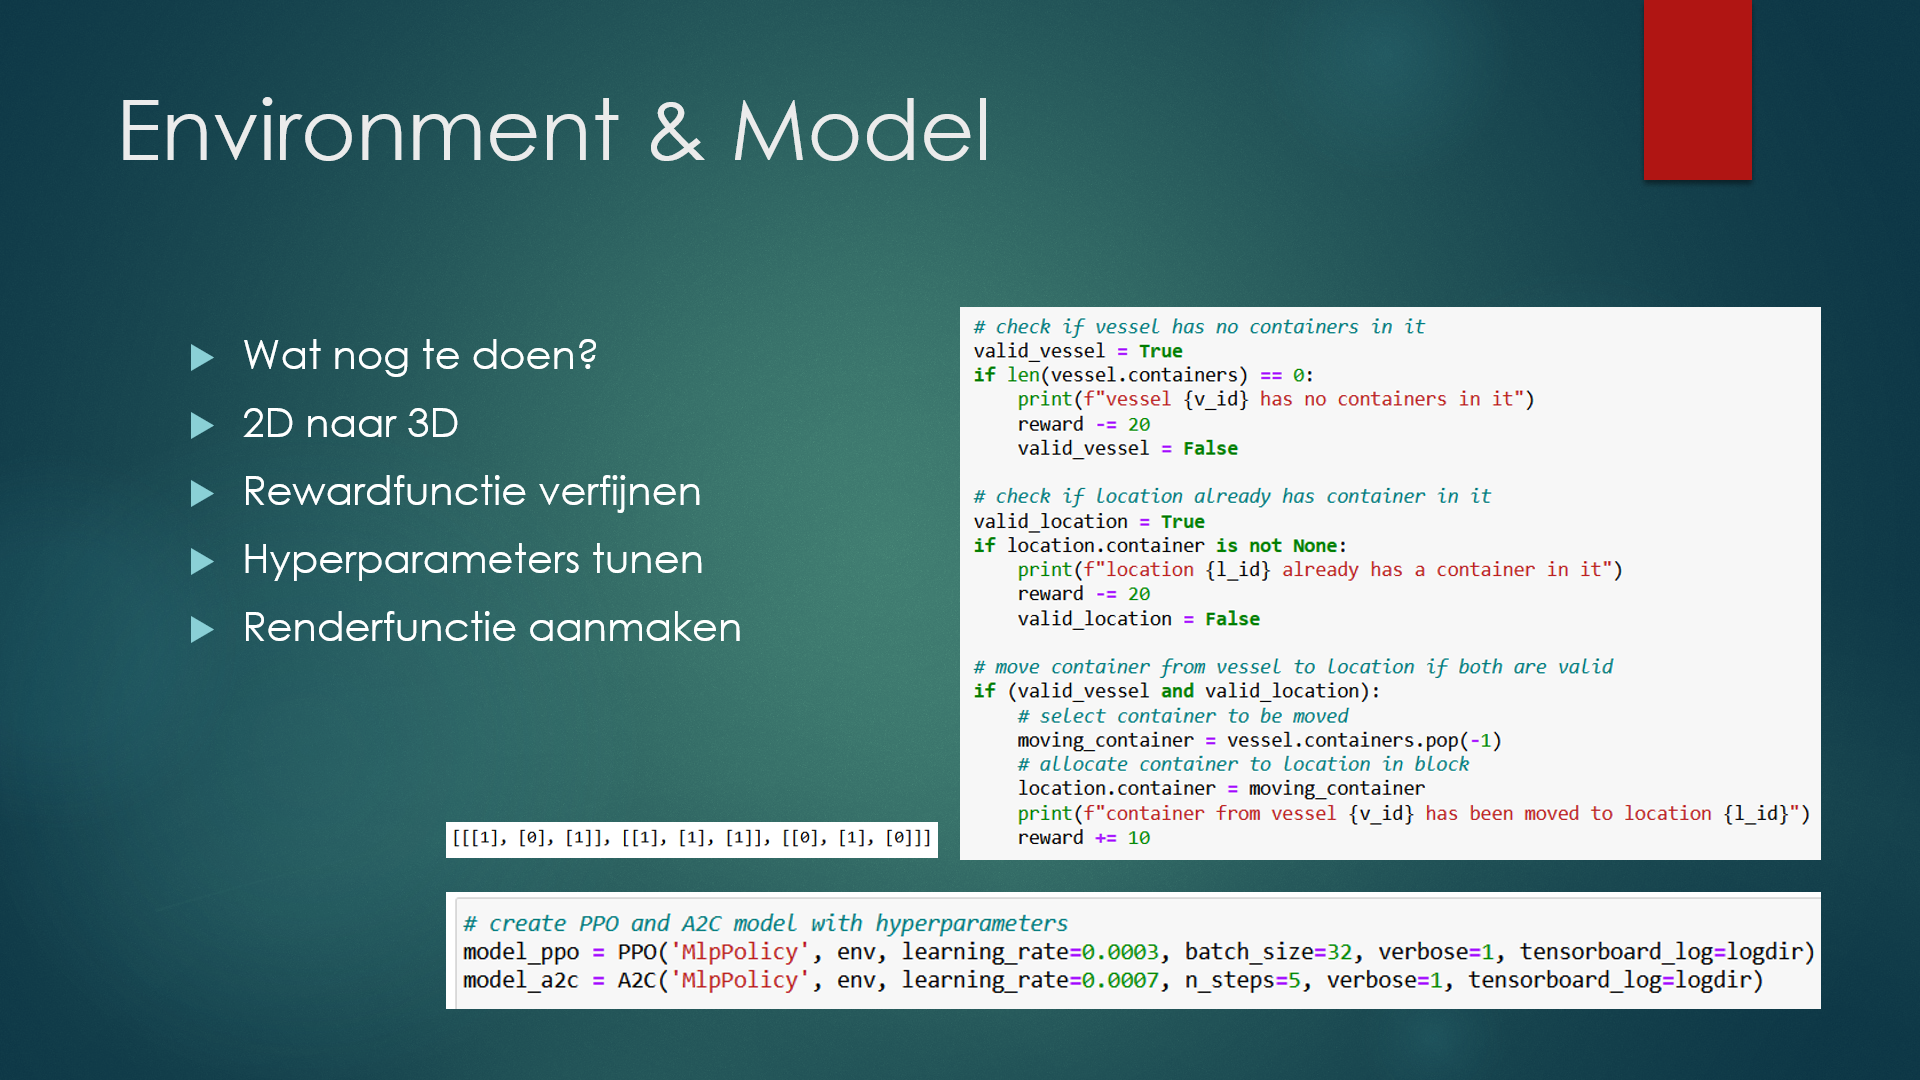 Environment & Model
Wat nog te doen?
2D naar 3D
Rewardfunctie verfijnen
Hyperparameters tunen
Renderfunctie aanmaken
# check if vessel has no containers in it
valid_vessel = True
if len(vessel.containers) == 0:
    print(f"vessel {v_id} has no containers in it")
    reward -= 20
    valid_vessel = False

# check if location already has container in it
valid_location = True
if location.container is not None:
    print(f"location {l_id} already has a container in it")
    reward -= 20
    valid_location = False

# move container from vessel to location if both are valid
if (valid_vessel and valid_location):
    # select container to be moved
    moving_container = vessel.containers.pop(-1)
    # allocate container to location in block
    location.container = moving_container
    print(f"container from vessel {v_id} has been moved to location {l_id}")
    reward += 10
[[[1], [0], [1]], [[1], [1], [1]], [[0], [1], [0]]]
# create PPO and A2C model with hyperparameters
model_ppo = PPO('MlpPolicy', env, learning_rate=0.0003, batch_size=32, verbose=1, tensorboard_log=logdir)
model_a2c = A2C('MlpPolicy', env, learning_rate=0.0007, n_steps=5, verbose=1, tensorboard_log=logdir)